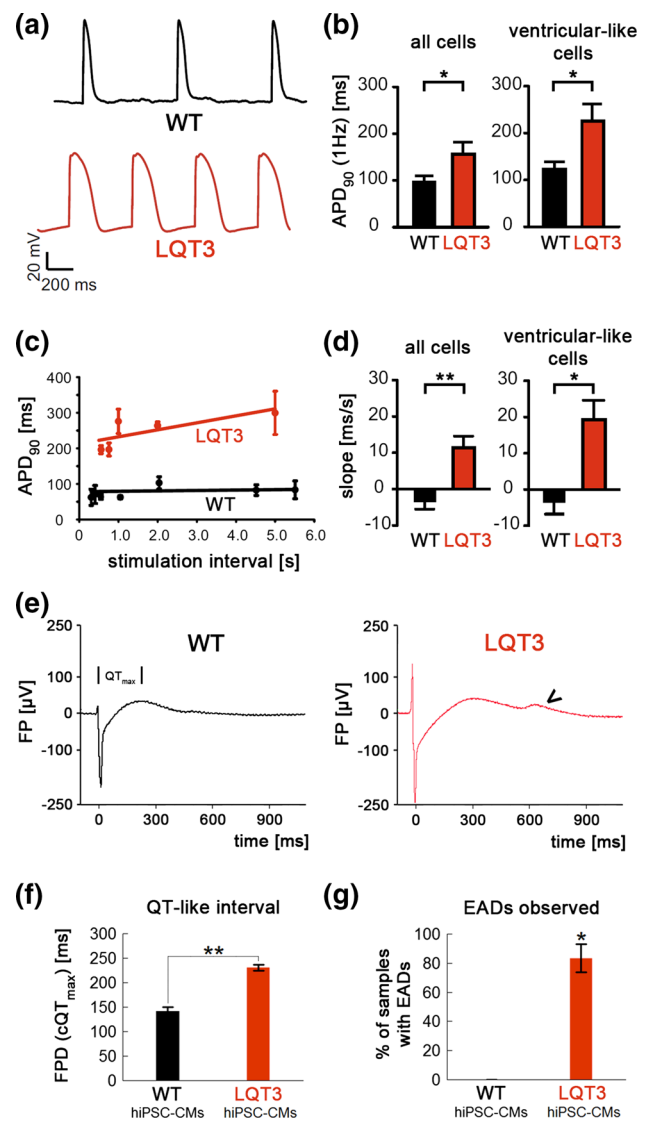 (a)
WT
LQT3
20 mV
200 ms
(b)
all cells
ventricular-like
cells
APD90 (1Hz) [ms]
300
200
100
0
*
WT LQT3
300
200
100
0
*
WT LQT3
(c)
APD90 [ms]
400
300
200
100
0
LQT3
WT
1.0 2.0 3.0 4.0 5.0 6.0
stimulation interval [s]
(d)
all cells
ventricular-like
cells
slope [ms/s]
30
20
10
0
-10
**
WT LQT3
30
20
10
0
-10
*
WT LQT3
(e)
WT
FP [µV]
250
100
0
-100
-250
QTmax
0 300 600 900
time [ms]
LQT3
FP [µV]
250
100
0
-100
-250
0 300 600 900
time [ms]
(f)
QT-like interval
FPD (cQTmax) [ms]
300
250
200
150
100
50
0
**
WT LQT3
hiPSC-CMs hiPSC-CMs
(g)
EADs observed
% of samples
with EADs
100
80
60
40
20
0
*
WT LQT3
hiPSC-CMs hiPSC-CMs